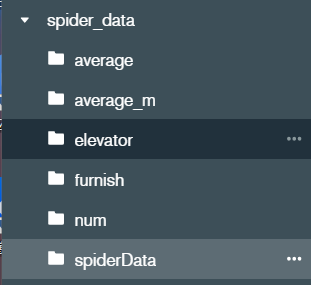 spider_data
average
average_m
elevator
furnish
num
spiderData